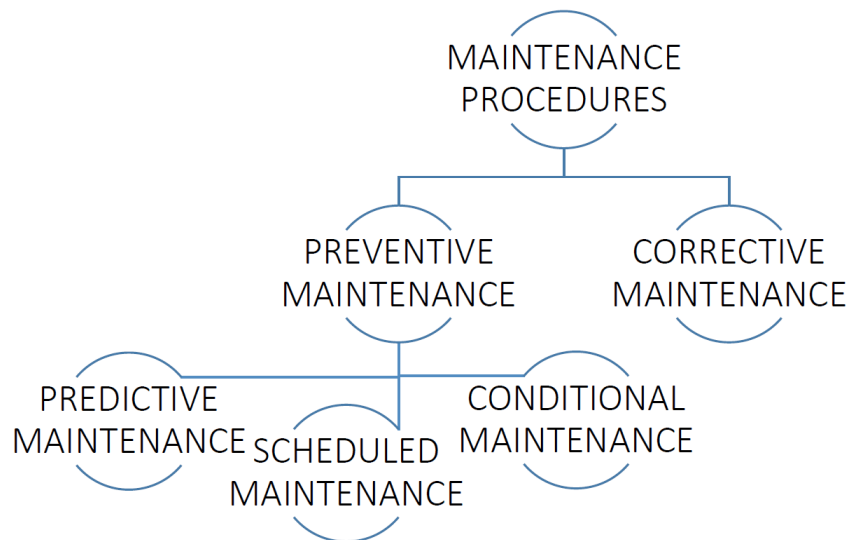 MAINTENANCE
PROCEDURES
PREVENTIVE
MAINTENANCE
CORRECTIVE
MAINTENANCE
PREDICTIVE
MAINTENANCE
SCHEDULED
MAINTENANCE
CONDITIONAL
MAINTENANCE